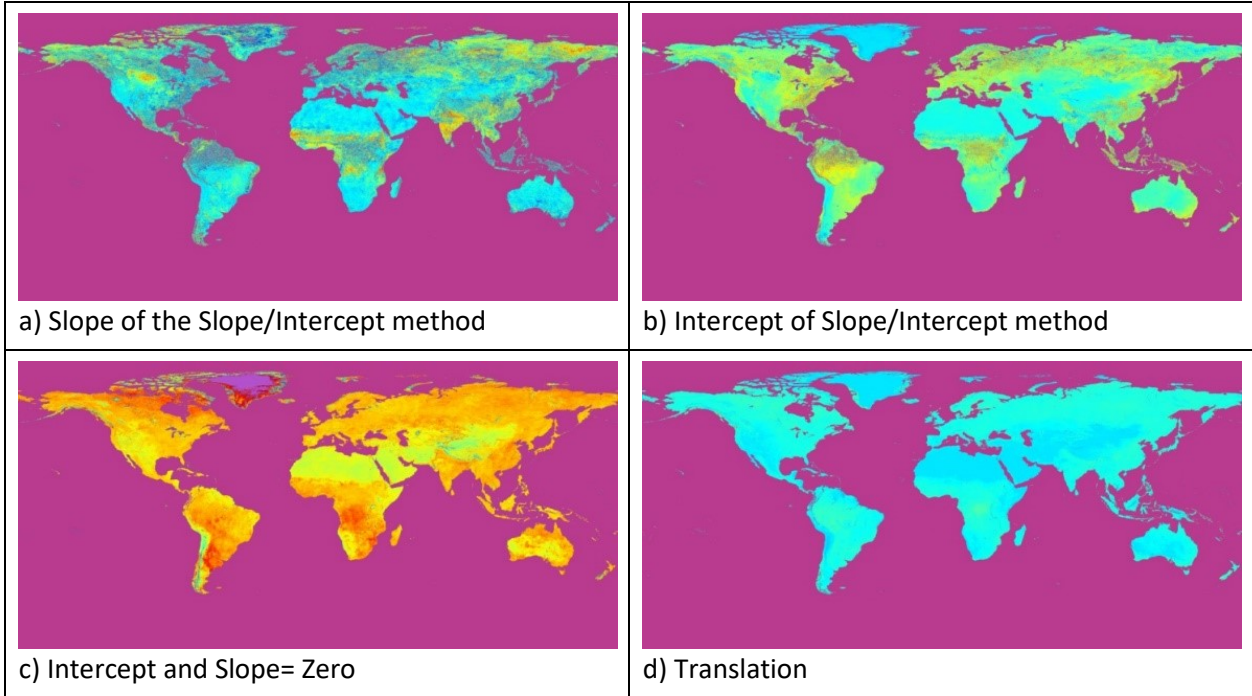 a) Slope of the Slope/Intercept method
b) Intercept of Slope/Intercept method
c) Intercept and Slope= Zero
d) Translation